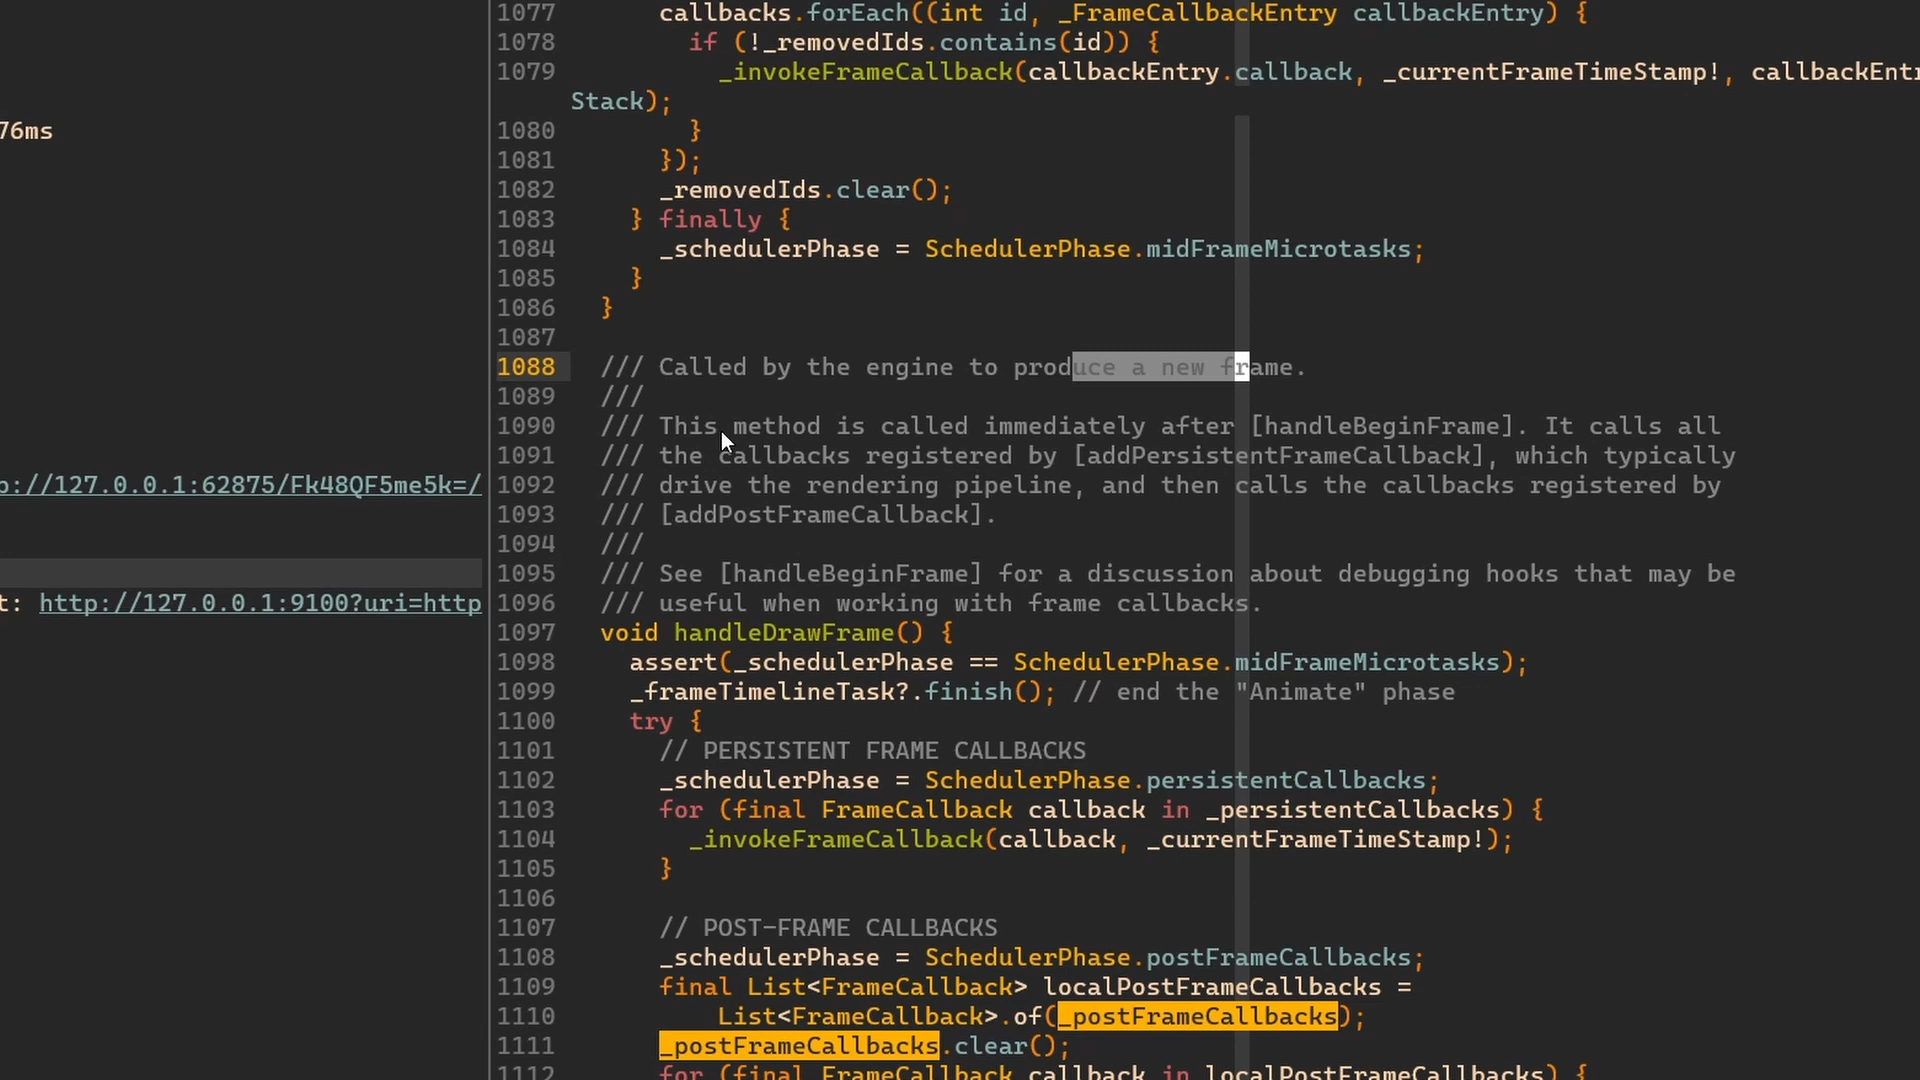 1077 callbacks.forEach((int id, _FrameCallbackEntry callbackEntry) {
1078 if (!_removedIds.contains(id)) {
1079 _invokeFrameCallback(callbackEntry.callback, _currentFrameTimeStamp!, callbackEntr
Stack);
76ms
1080 }
1081 });
1082 _removedIds.clear();
1083 } finally {
1084 _schedulerPhase = SchedulerPhase.midFrameMicrotasks;
1085 }
1086 }
1087
1088 /// Called by the engine to produce a new frame.
1089 ///
1090 /// This method is called immediately after [handleBeginFrame]. It calls all
1091 /// the callbacks registered by [addPersistentFrameCallback], which typically
p://127.0.0.1:62875/Fk48QF5me5k=/
1092 /// drive the rendering pipeline, and then calls the callbacks registered by
1093 /// [addPostFrameCallback].
1094 ///
1095 /// See [handleBeginFrame] for a discussion about debugging hooks that may be
t: http://127.0.0.1:9100?uri=http
1096 /// useful when working with frame callbacks.
1097 void handleDrawFrame() {
1098 assert(_schedulerPhase == SchedulerPhase.midFrameMicrotasks);
1099 _frameTimelineTask?.finish(); // end the "Animate" phase
1100 try {
1101 // PERSISTENT FRAME CALLBACKS
1102 _schedulerPhase = SchedulerPhase.persistentCallbacks;
1103 for (final FrameCallback callback in _persistentCallbacks) {
1104 _invokeFrameCallback(callback, _currentFrameTimeStamp!);
1105 }
1106
1107 // POST-FRAME CALLBACKS
1108 _schedulerPhase = SchedulerPhase.postFrameCallbacks;
1109 final List<FrameCallback> localPostFrameCallbacks =
1110 List<FrameCallback>.of(_postFrameCallbacks);
1111 _postFrameCallbacks.clear();
1112 for (final FrameCallback callback in localPostFrameCallbacks) {